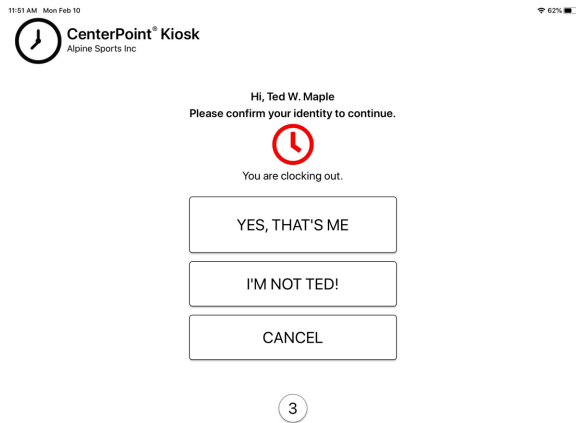 11:51 AM Mon Feb 10
62%
CenterPoint® Kiosk
Alpine Sports Inc
Hi, Ted W. Maple
Please confirm your identity to continue.
You are clocking out.
YES, THAT'S ME
I'M NOT TED!
CANCEL
3